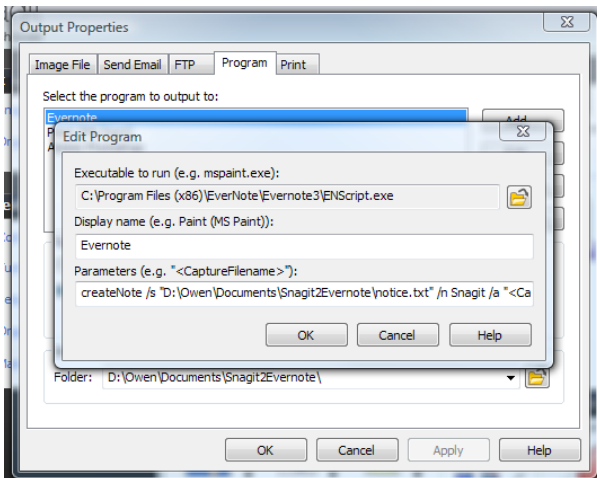 Output Properties
Image File Send Email FTP Program Print
Select the program to output to:
Evernote
Add...
Edit Program
Executable to run (e.g. mspaint.exe):
C:\Program Files (x86)\EverNote\Evernote3\ENScript.exe
Display name (e.g. Paint (MS Paint)):
Evernote
Parameters (e.g. "<CaptureFilename>"):
createNote /s "D:\Owen\Documents\Snagit2Evernote\notice.txt" /n Snagit /a "<Ca
OK Cancel Help
Folder: D:\Owen\Documents\Snagit2Evernote\
OK Cancel Apply Help